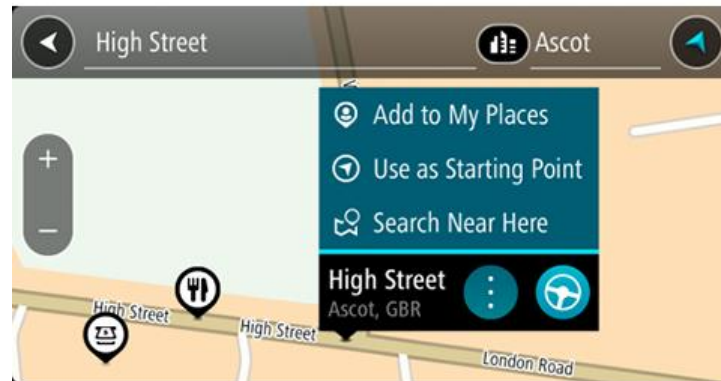 High Street
Ascot
Add to My Places
Use as Starting Point
Search Near Here
High Street
Ascot, GBR
High Street
High Street
London Road